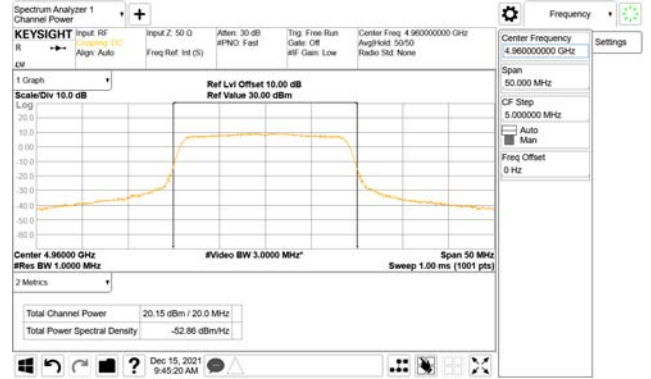 Spectrum Analyzer 1
Channel Power
KEYSIGHT
R
Input: RF
Coupling: DC
Align: Auto
Input Z: 50 Ω
Freq Ref: Int (S)
Atten: 30 dB
#PNO: Fast
Trig: Free Run
Gate: Off
#IF Gain: Low
Center Freq: 4.960000000 GHz
Avg|Hold: 50/50
Radio Std: None
1 Graph
Scale/Div 10.0 dB
Ref Lvl Offset 10.00 dB
Ref Value 30.00 dBm
Log
20.0
10.0
0.00
-10.0
-20.0
-30.0
-40.0
-50.0
-60.0
Center 4.96000 GHz
#Res BW 1.0000 MHz
#Video BW 3.0000 MHz*
Span 50 MHz
Sweep 1.00 ms (1001 pts)
2 Metrics
Total Channel Power 20.15 dBm / 20.0 MHz
Total Power Spectral Density -52.86 dBm/Hz
Dec 15, 2021
9:45:20 AM
Frequency
Center Frequency
4.960000000 GHz
Settings
Span
50.000 MHz
CF Step
5.000000 MHz
Auto
Man
Freq Offset
0 Hz